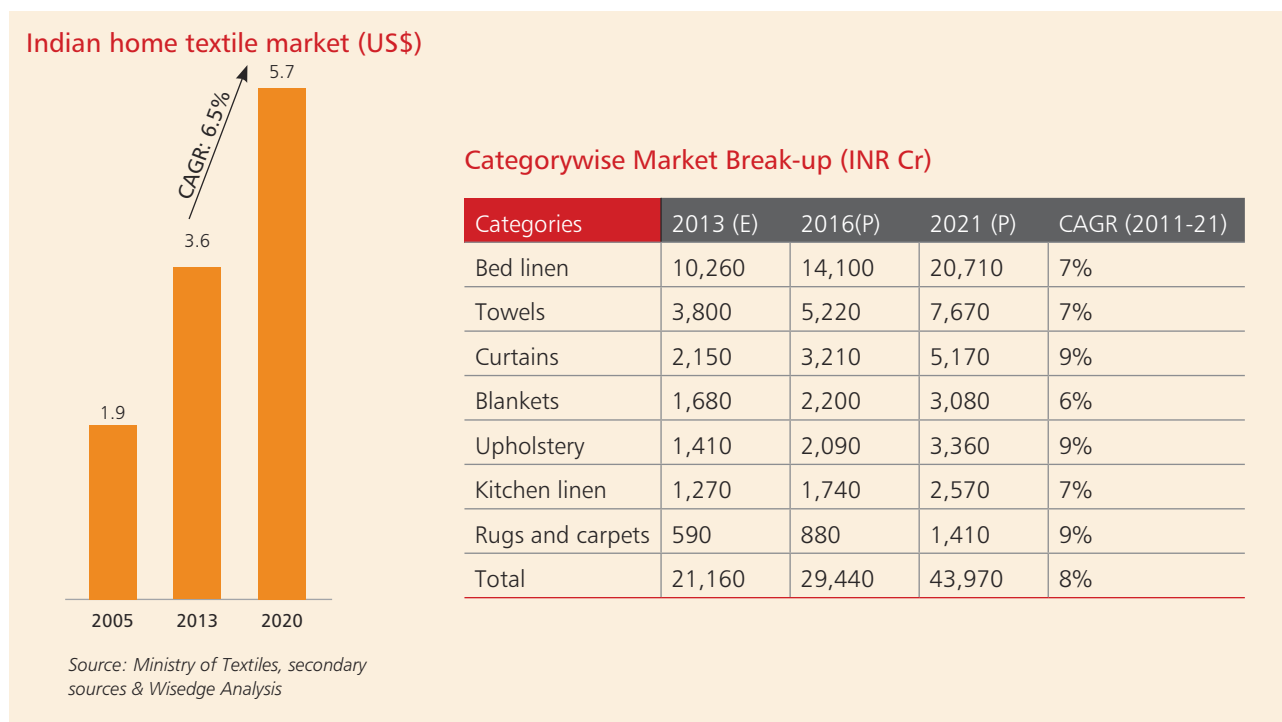 Indian home textile market (US$)
5.7
CAGR: 6.5%
3.6
1.9
2005 2013 2020
Source: Ministry of Textiles, secondary
sources & Wisedge Analysis
Categorywise Market Break-up (INR Cr)
Categories 2013 (E) 2016(P) 2021 (P) CAGR (2011-21)
Bed linen 10,260 14,100 20,710 7%
Towels 3,800 5,220 7,670 7%
Curtains 2,150 3,210 5,170 9%
Blankets 1,680 2,200 3,080 6%
Upholstery 1,410 2,090 3,360 9%
Kitchen linen 1,270 1,740 2,570 7%
Rugs and carpets 590 880 1,410 9%
Total 21,160 29,440 43,970 8%